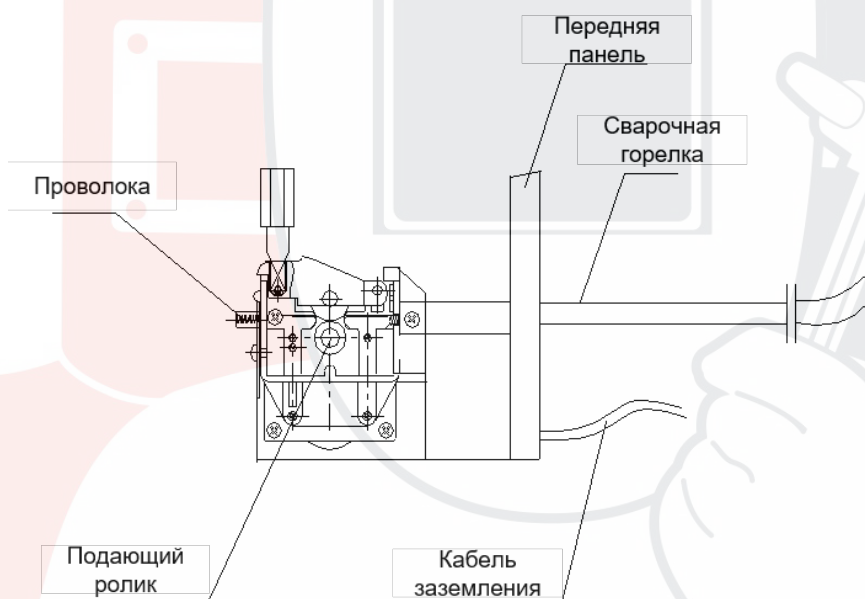 Передняя
панель
Сварочная
горелка
Проволока
Подающий
ролик
Кабель
заземления